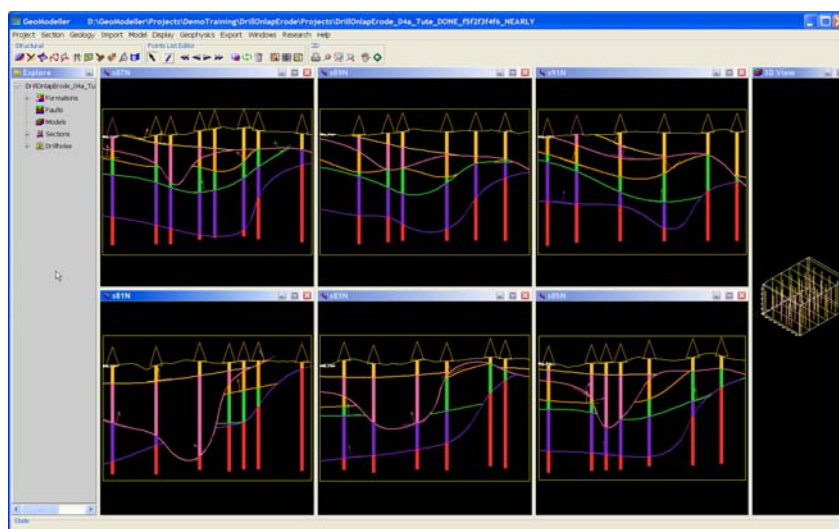 GeoModeller D:\GeoModeller\Projects\DemoTraining\DrillOnlapErode\Projects\DrillOnlapErode_04a_Tute_DONE_f5f2f3f4f6_NEARLY
Project Section Geology Import Model Display Geophysics Export Windows Research Help
Structural Points List Editor 3D
Explore
DrillOnlapErode_04a_Tu
Formations
Faults
Models
Sections
Drillholes
s87N s89N s91N 3D View
s81N s83N s85N
State